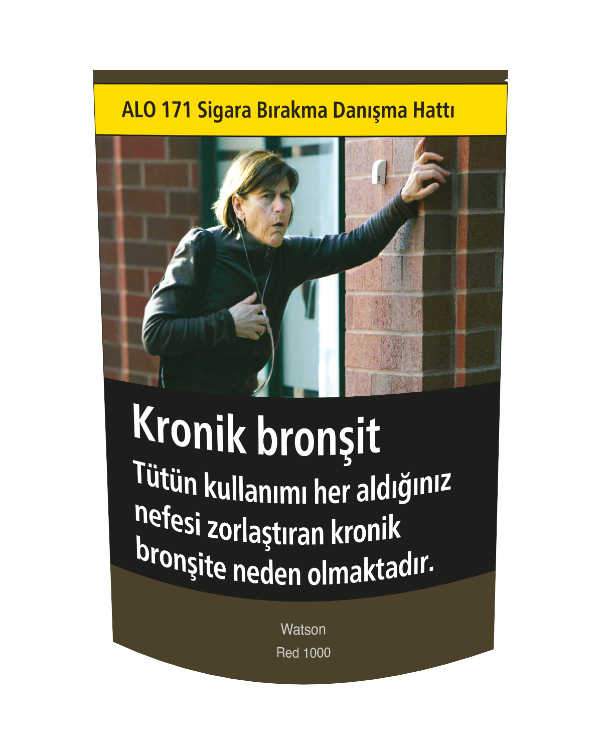 ALO 171 Sigara Bırakma Danışma Hattı
Kronik bronşit
Tütün kullanımı her aldığınız
nefesi zorlaştıran kronik
bronşite neden olmaktadır.
Watson
Red 1000